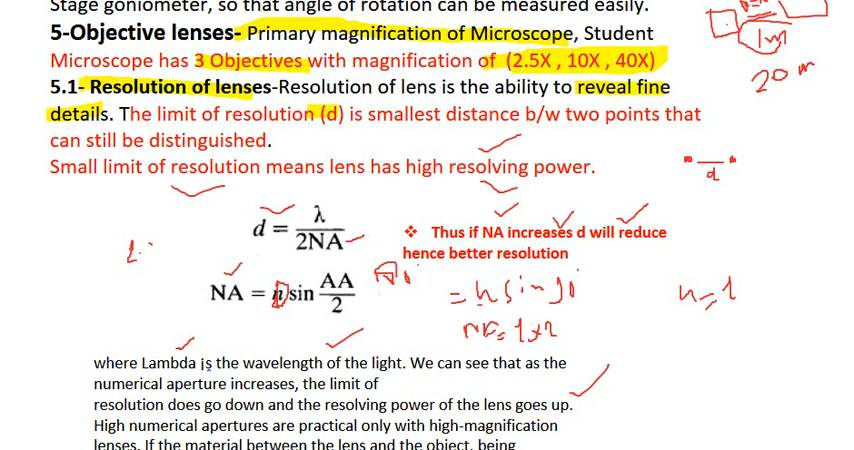 Stage goniometer, so that angle of rotation can be measured easily.
5-Objective lenses- Primary magnification of Microscope, Student
Microscope has 3 Objectives with magnification of (2.5X , 10X , 40X)
1m
20 m
5.1- Resolution of lenses-Resolution of lens is the ability to reveal fine
details. The limit of resolution (d) is smallest distance b/w two points that
can still be distinguished.
Small limit of resolution means lens has high resolving power.
d
d = λ / 2NA
❖ Thus if NA increases d will reduce
hence better resolution
NA = n sin AA / 2
= n sin
n = 1
where Lambda is the wavelength of the light. We can see that as the
numerical aperture increases, the limit of
resolution does go down and the resolving power of the lens goes up.
High numerical apertures are practical only with high-magnification
lenses. If the material between the lens and the object, being